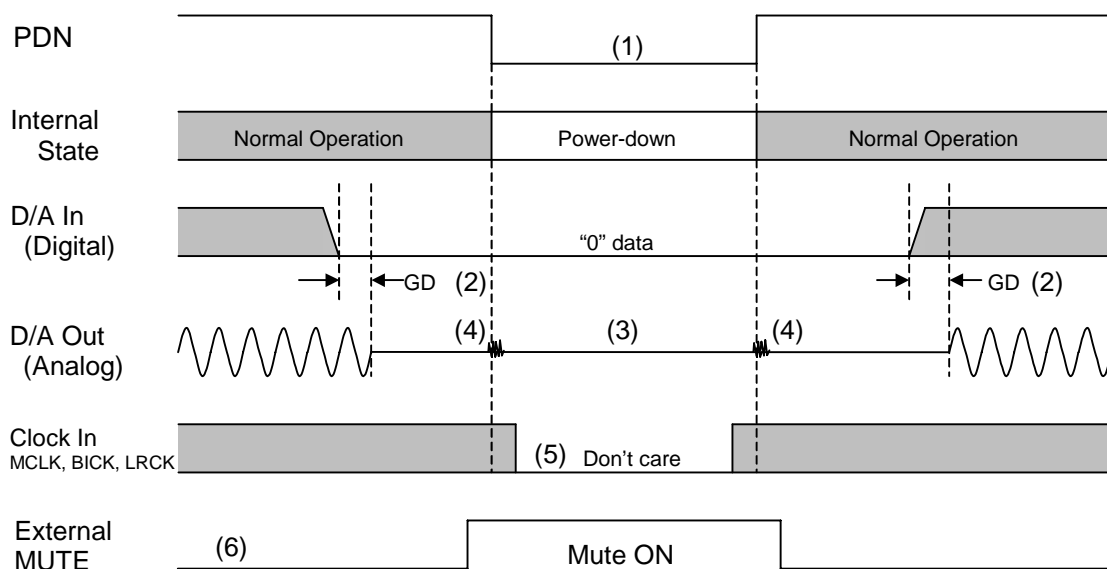 PDN
(1)
Internal
State
Normal Operation
Power-down
Normal Operation
D/A In
(Digital)
“0” data
GD (2)
GD (2)
D/A Out
(Analog)
(4)
(3)
(4)
Clock In
MCLK, BICK, LRCK
(5) Don't care
External
MUTE
(6)
Mute ON